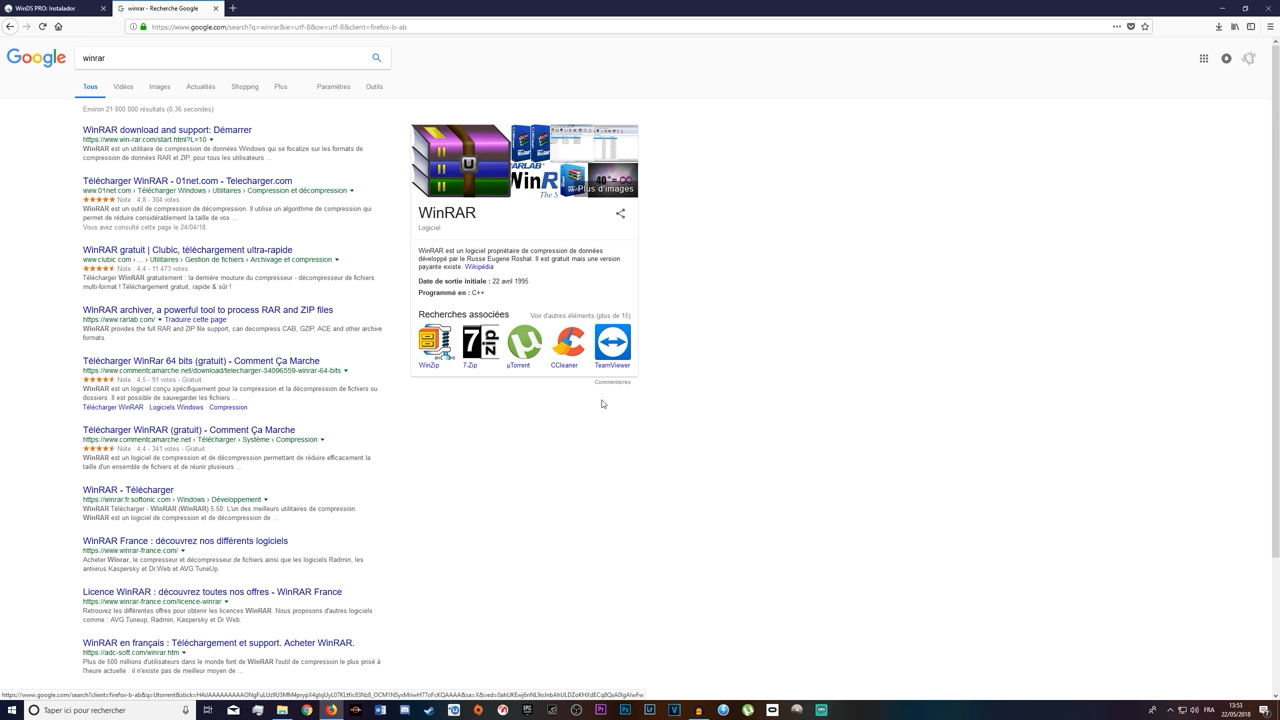 WinDS PRO: Instalador
winrar - Recherche Google
https://www.google.com/search?q=winrar&ie=utf-8&oe=utf-8&client=firefox-b-ab
Google
winrar
Tous Vidéos Images Actualités Shopping Plus Paramètres Outils
Environ 21 800 000 résultats (0,36 secondes)
WinRAR download and support: Démarrer
https://www.win-rar.com/start.html?L=10
WinRAR est un utilitaire de compression de données Windows qui se focalise sur les formats de
compression de données RAR et ZIP, pour tous les utilisateurs ...
Télécharger WinRAR - 01net.com - Telecharger.com
www.01net.com › Télécharger Windows › Utilitaires › Compression et décompression
Note : 4,8 - 304 votes
WinRAR est un outil de compression de décompression. Il utilise un algorithme de compression qui
permet de réduire considérablement la taille de vos ...
Vous avez consulté cette page le 24/04/18.
WinRAR gratuit | Clubic, téléchargement ultra-rapide
www.clubic.com › ... › Utilitaires › Gestion de fichiers › Archivage et compression
Note : 4,4 - 11 473 votes
Télécharger WinRAR gratuitement : la dernière mouture du compresseur - décompresseur de fichiers
multi-format ! Téléchargement gratuit, rapide & sûr !
WinRAR archiver, a powerful tool to process RAR and ZIP files
https://www.rarlab.com/ Traduire cette page
WinRAR provides the full RAR and ZIP file support, can decompress CAB, GZIP, ACE and other archive
formats.
Télécharger WinRar 64 bits (gratuit) - Comment Ça Marche
https://www.commentcamarche.net/download/telecharger-34096559-winrar-64-bits
Note : 4,5 - 91 votes - Gratuit
WinRAR est un logiciel conçu spécifiquement pour la compression et la décompression de fichiers ou
dossiers. Il est possible de sauvegarder les fichiers ...
Télécharger WinRAR · Logiciels Windows · Compression
Télécharger WinRAR (gratuit) - Comment Ça Marche
https://www.commentcamarche.net › Télécharger › Système › Compression
Note : 4,4 - 341 votes - Gratuit
WinRAR est un logiciel de compression et de décompression permettant de réduire efficacement la
taille d'un ensemble de fichiers et de réunir plusieurs ...
WinRAR - Télécharger
https://winrar.fr.softonic.com › Windows › Développement
WinRAR Télécharger - WinRAR (WinRAR) 5.50: L'un des meilleurs utilitaires de compression.
WinRAR est un logiciel de compression et de décompression de ...
WinRAR France : découvrez nos différents logiciels
https://www.winrar-france.com/
Acheter Winrar, le compresseur et décompresseur de fichiers ainsi que les logiciels Radmin, les
antivirus Kaspersky et Dr.Web et AVG TuneUp.
Licence WinRAR : découvrez toutes nos offres - WinRAR France
https://www.winrar-france.com/licence-winrar
Retrouvez les différentes offres pour obtenir les licences WinRAR. Nous proposons d'autres logiciels
comme : AVG Tuneup, Radmin, Kaspersky et Dr Web.
WinRAR en français : Téléchargement et support. Acheter WinRAR.
https://adc-soft.com/winrar.htm
Plus de 500 millions d'utilisateurs dans le monde font de WinRAR l'outil de compression le plus prisé à
l'heure actuelle : il n'existe pas de meilleur moyen de ...
Plus d'images
WinRAR
Logiciel
WinRAR est un logiciel propriétaire de compression de données
développé par le Russe Eugene Roshal. Il est gratuit mais une version
payante existe. Wikipédia
Date de sortie initiale : 22 avril 1995
Programmé en : C++
Recherches associées Voir d'autres éléments (plus de 15)
WinZip 7-Zip µTorrent CCleaner TeamViewer
Commentaires
Taper ici pour rechercher
FRA
13:53
22/05/2018